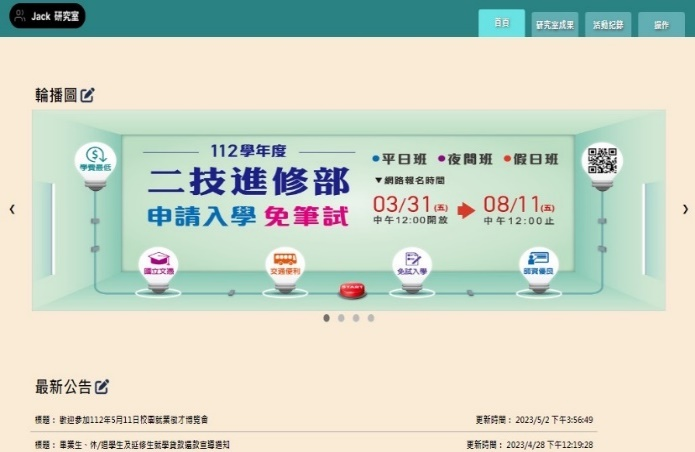 Jack 研究室
首頁 研究室成果 活動紀錄 操作
輪播圖
學費最低
112學年度
二技進修部
申請入學 免筆試
•平日班 •夜間班 •假日班
▼網路報名時間
03/31(五) 08/11(五)
中午12:00開放 中午12:00止
國立文憑 交通便利 免試入學 師資優良
最新公告
標題： 歡迎參加112年5月11日校園就業徵才博覽會 更新時間： 2023/5/2 下午3:56:49
標題： 畢業生、休/退學生及延修生就學貸款還款宣導通知 更新時間： 2023/4/28 下午12:19:28